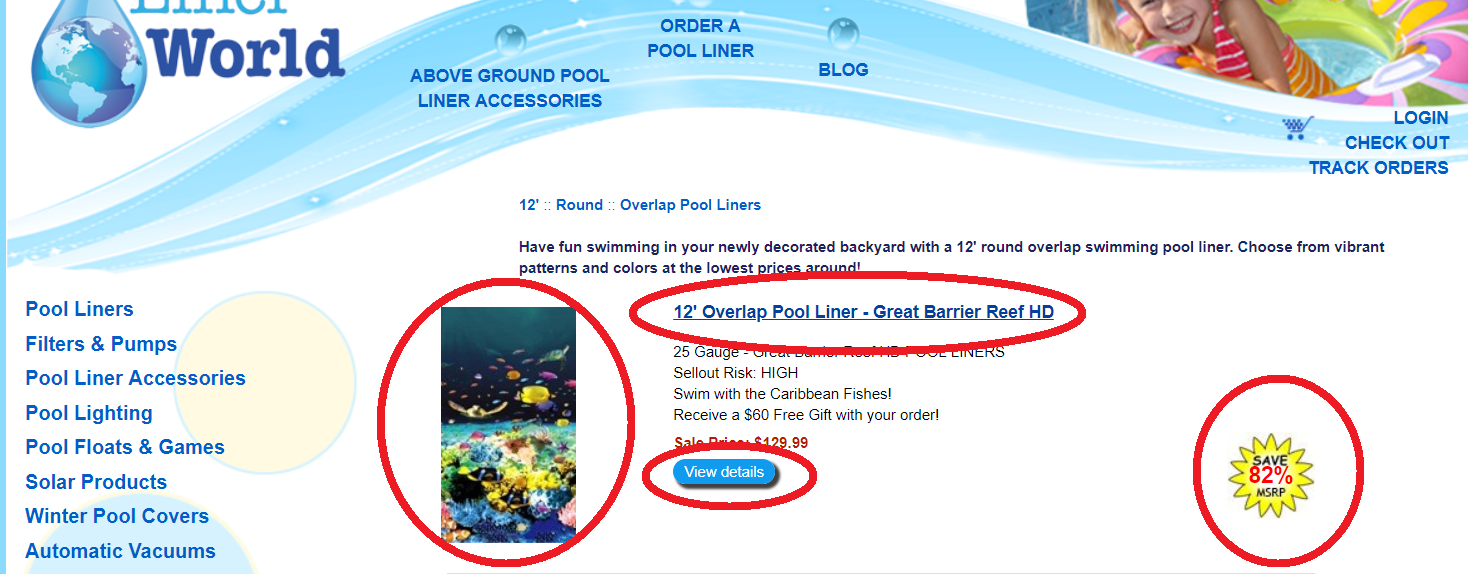 Liner
World
ORDER A
POOL LINER
ABOVE GROUND POOL
LINER ACCESSORIES
BLOG
LOGIN
CHECK OUT
TRACK ORDERS
12' :: Round :: Overlap Pool Liners
Have fun swimming in your newly decorated backyard with a 12' round overlap swimming pool liner. Choose from vibrant
patterns and colors at the lowest prices around!
Pool Liners
Filters & Pumps
Pool Liner Accessories
Pool Lighting
Pool Floats & Games
Solar Products
Winter Pool Covers
Automatic Vacuums
12' Overlap Pool Liner - Great Barrier Reef HD
25 Gauge - Great Barrier Reef HD POOL LINERS
Sellout Risk: HIGH
Swim with the Caribbean Fishes!
Receive a $60 Free Gift with your order!
Sale Price: $129.99
View details
SAVE
82%
MSRP